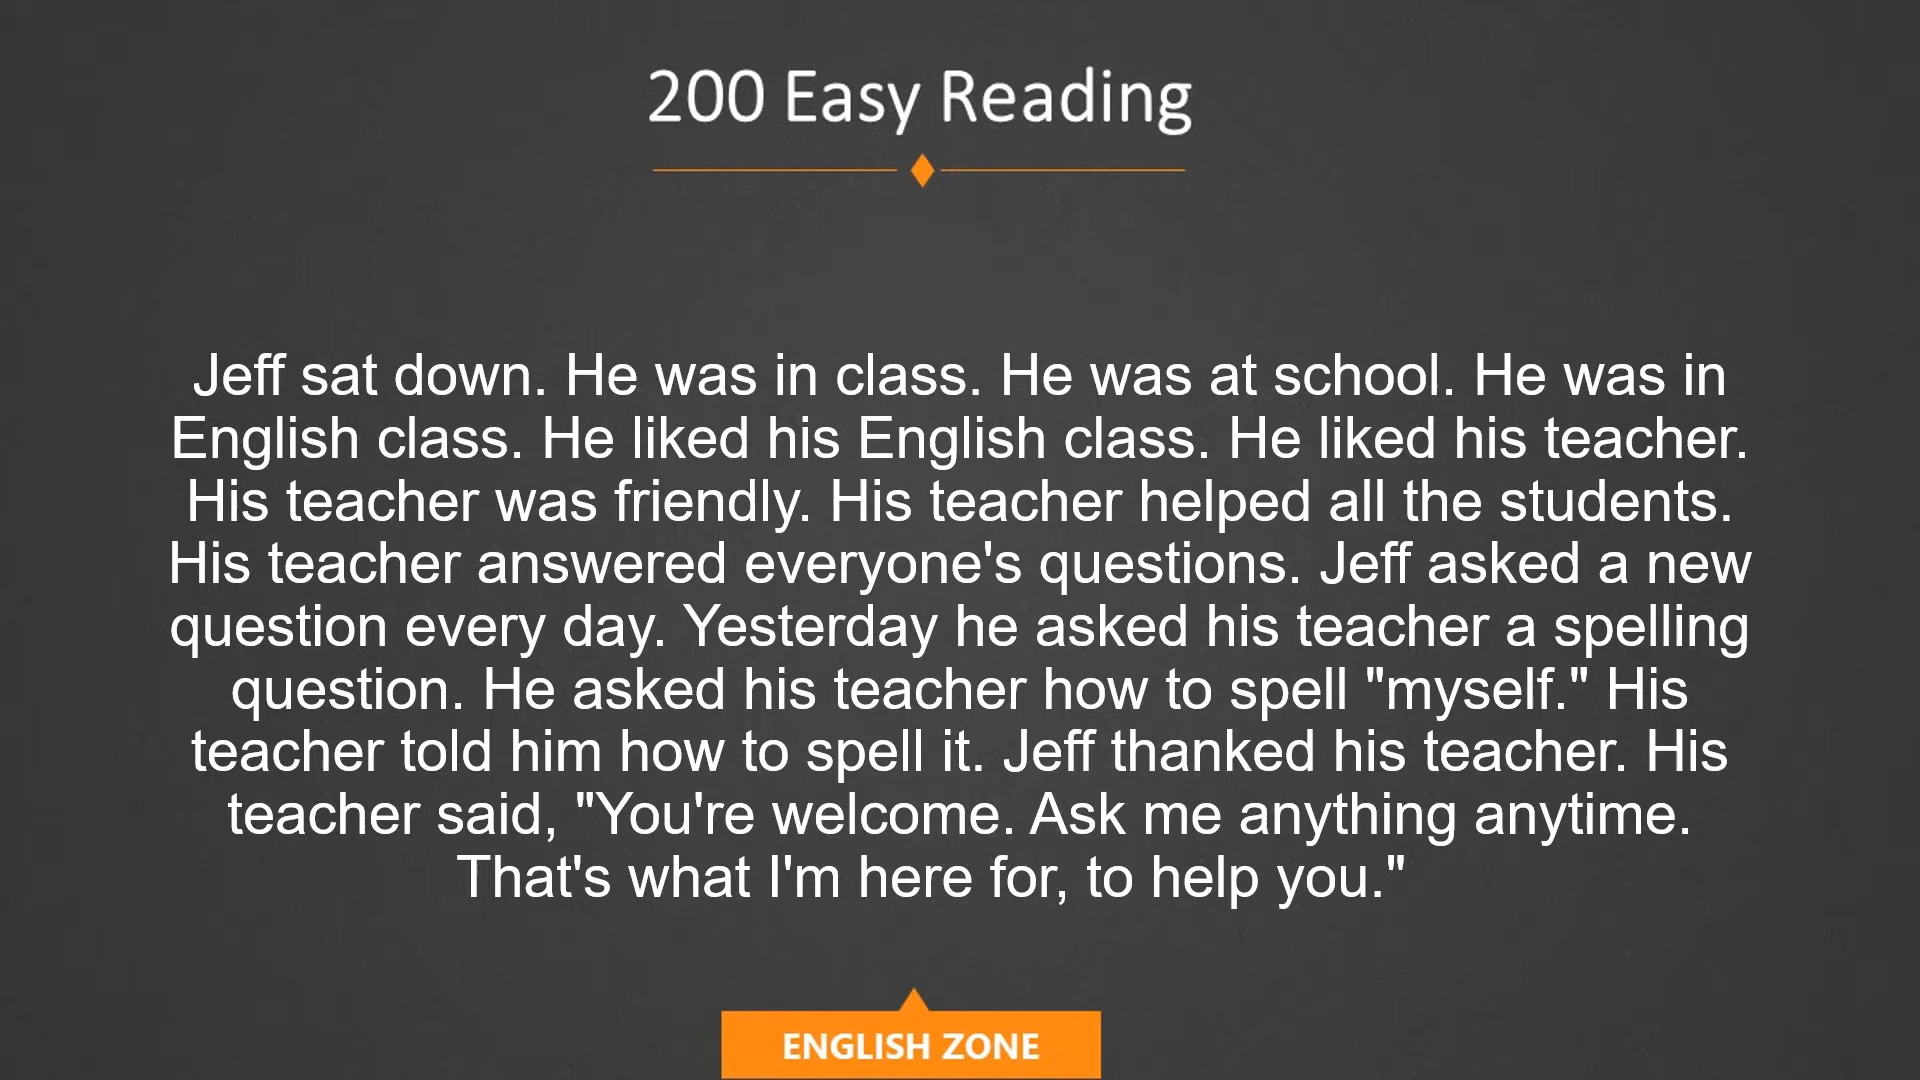 200 Easy Reading
Jeff sat down. He was in class. He was at school. He was in
English class. He liked his English class. He liked his teacher.
His teacher was friendly. His teacher helped all the students.
His teacher answered everyone's questions. Jeff asked a new
question every day. Yesterday he asked his teacher a spelling
question. He asked his teacher how to spell "myself." His
teacher told him how to spell it. Jeff thanked his teacher. His
teacher said, "You're welcome. Ask me anything anytime.
That's what I'm here for, to help you."
ENGLISH ZONE